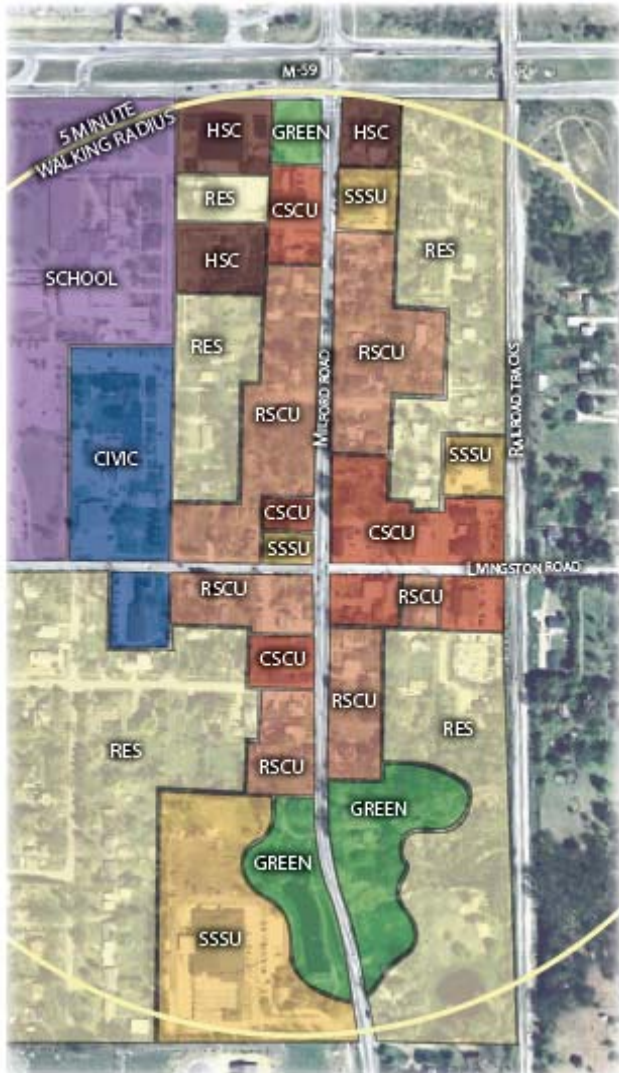 M-59
5 MINUTE
WALKING RADIUS
HSC
GREEN
HSC
RES
CSCU
SSSU
RES
HSC
SCHOOL
RES
RSCU
MILFORD ROAD
RAILROAD TRACKS
RSCU
CIVIC
SSSU
CSCU
CSCU
SSSU
LIVINGSTON ROAD
RSCU
RSCU
CSCU
RSCU
RES
RES
RSCU
GREEN
GREEN
SSSU